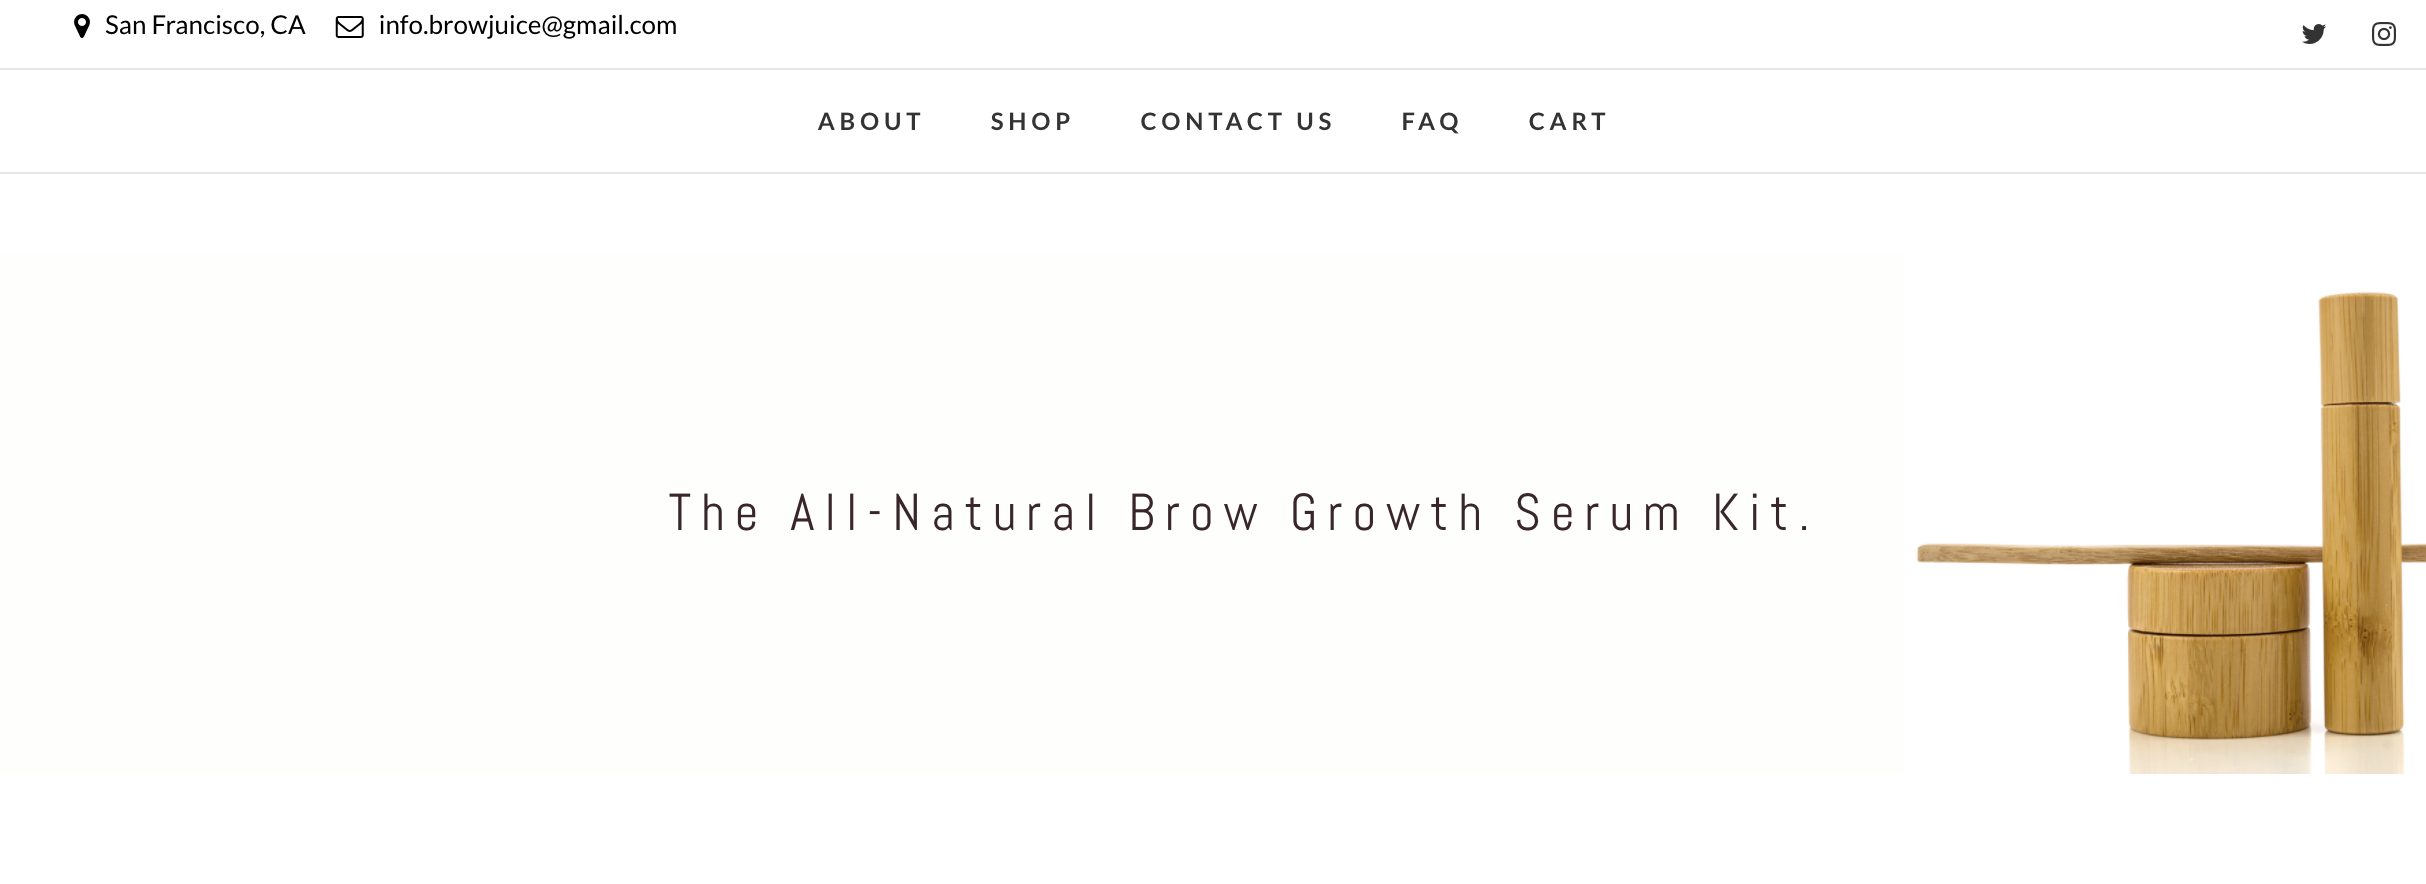 San Francisco, CA info.browjuice@gmail.com
ABOUT SHOP CONTACT US FAQ CART
The All-Natural Brow Growth Serum Kit.